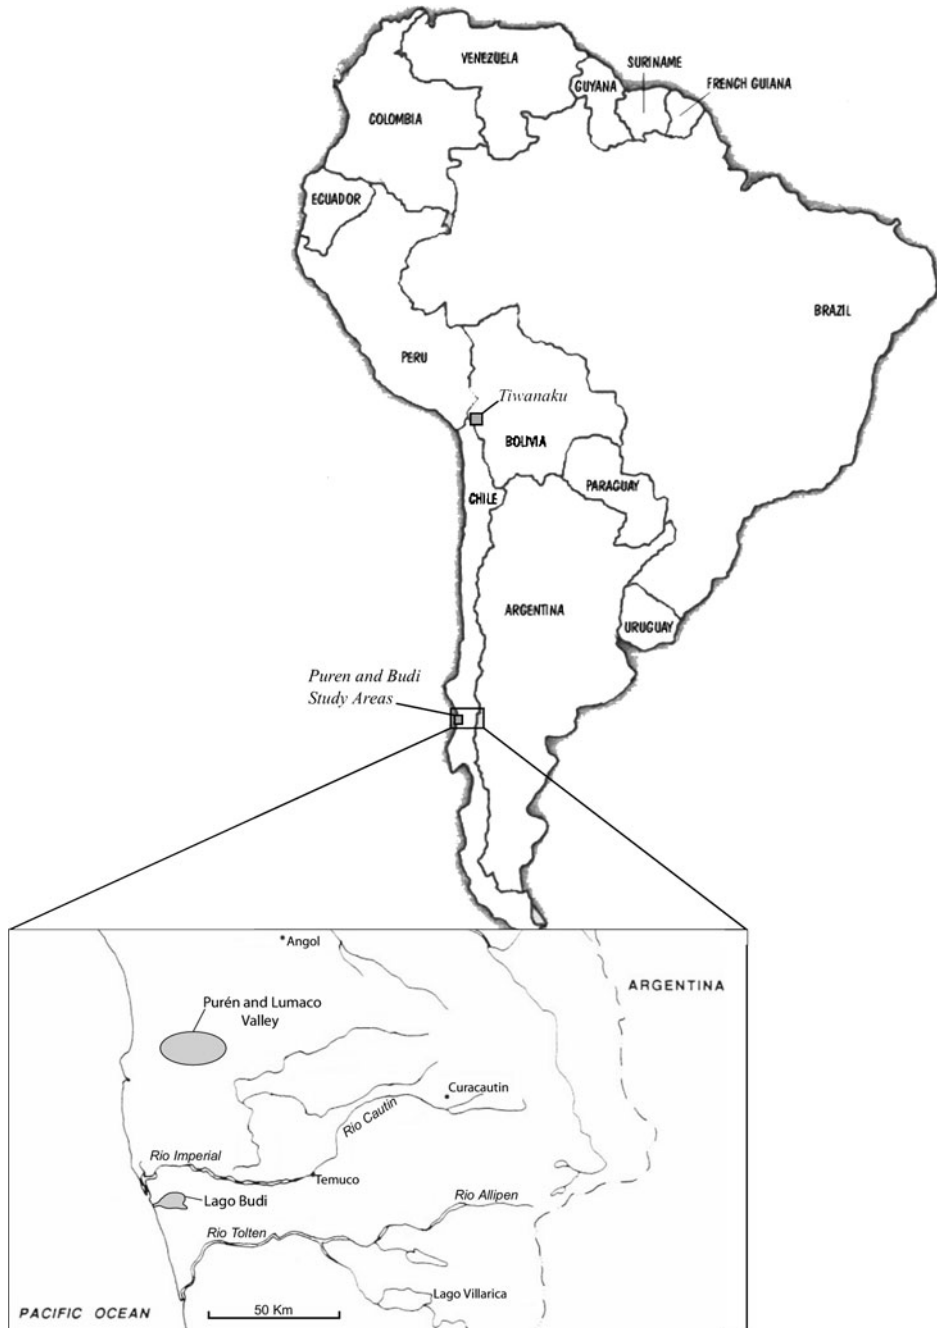 VENEZUELA
SURINAME
GUYANA
FRENCH GUIANA
COLOMBIA
ECUADOR
BRAZIL
PERU
Tiwanaku
BOLIVIA
PARAGUAY
CHILE
ARGENTINA
URUGUAY
Puren and Budi
Study Areas
Angol
ARGENTINA
Purén and Lumaco
Valley
Curacautin
Rio Cautin
Rio Imperial
Temuco
Rio Allipen
Lago Budi
Rio Tolten
Lago Villarica
50 Km
PACIFIC OCEAN